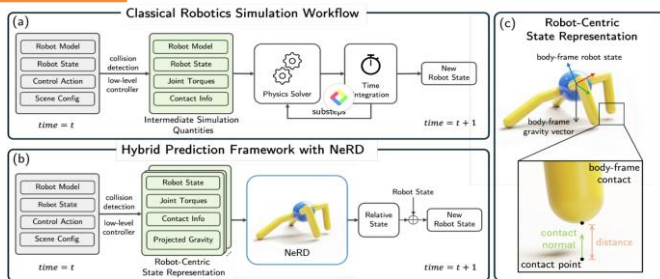 Classical Robotics Simulation Workflow
(a)
Robot Model
Robot State
Control Action
Scene Config
time = t
collision
detection
low-level
controller
Robot Model
Robot State
Joint Torques
Contact Info
Intermediate Simulation
Quantities
Physics Solver
Time
Integration
substeps
New
Robot State
time = t + 1
Hybrid Prediction Framework with NeRD
(b)
Robot Model
Robot State
Control Action
Scene Config
time = t
collision
detection
low-level
controller
Robot State
Joint Torques
Contact Info
Projected Gravity
Robot-Centric
State Representation
NeRD
Relative
State
Robot State
New
Robot State
time = t + 1
(c)
Robot-Centric
State Representation
body-frame robot state
body-frame
gravity vector
body-frame
contact
contact
normal
distance
contact point